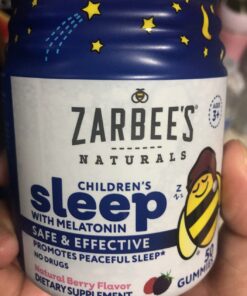 AGES
3+
ZARBEE'S
NATURALS
CHILDREN'S
sleep
WITH MELATONIN
SAFE & EFFECTIVE
PROMOTES PEACEFUL SLEEP*
NO DRUGS
Natural Berry Flavor
DIETARY SUPPLEMENT
50
GUMMIES